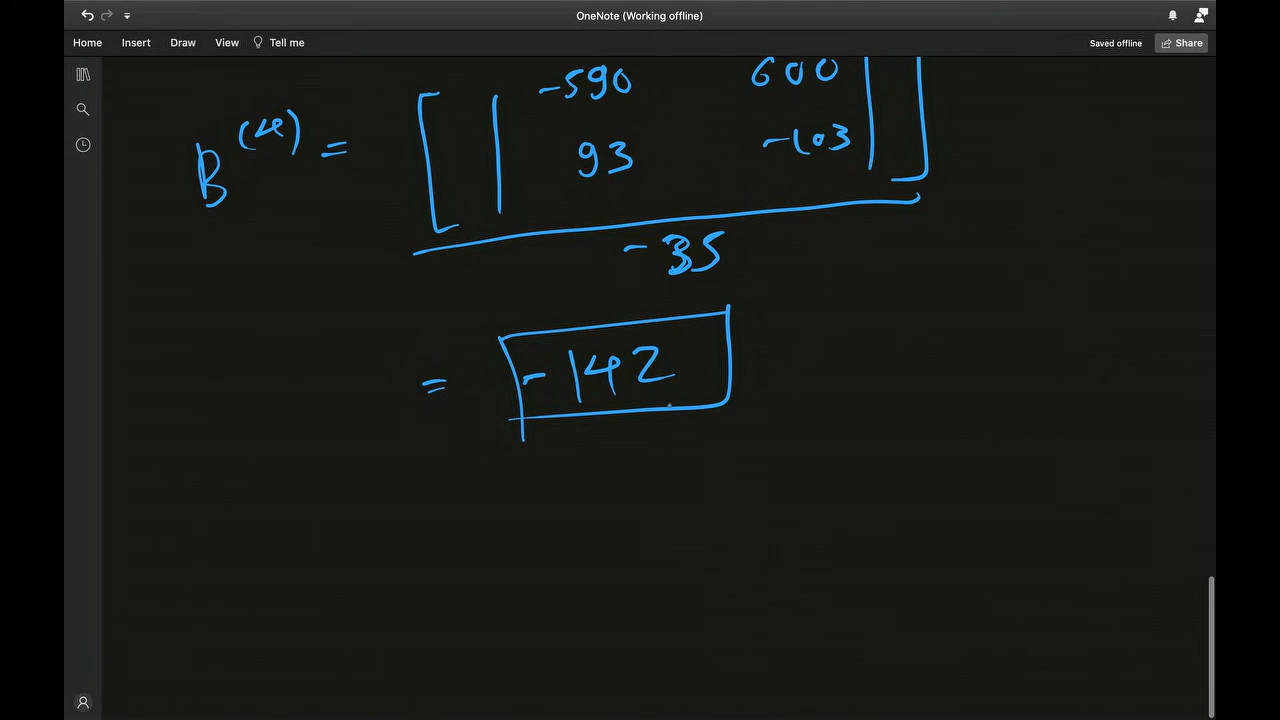 OneNote (Working offline)
Home Insert Draw View Tell me
Saved offline Share
-590 600
B^(4) =
93 -103
-35
= -142